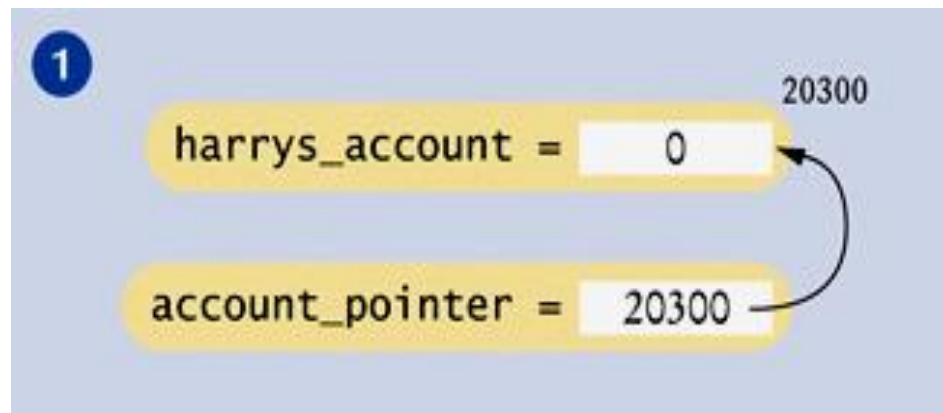 1
20300
harrys_account = 0
account_pointer = 20300